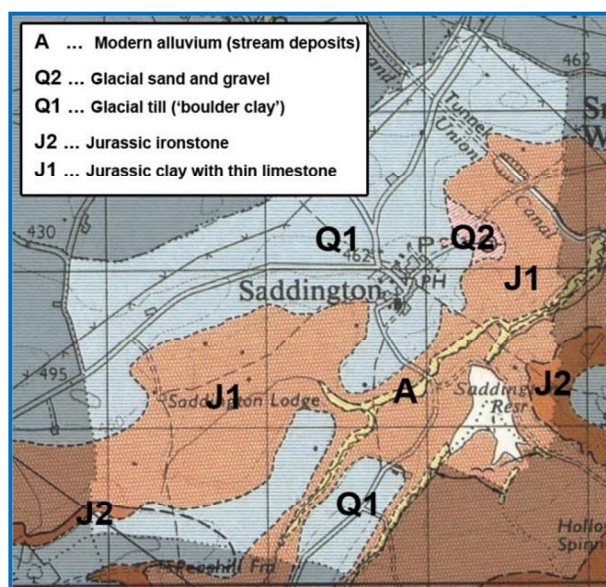 A ... Modern alluvium (stream deposits)
Q2 ... Glacial sand and gravel
Q1 ... Glacial till (‘boulder clay’)
J2 ... Jurassic ironstone
J1 ... Jurassic clay with thin limestone
462
Tunnel
Union
Canal
430
Q1
462
P
Q2
J1
PH
Saddington
495
J1
Saddington Lodge
A
J2
Resr
Q1
J2
Peashill Fm